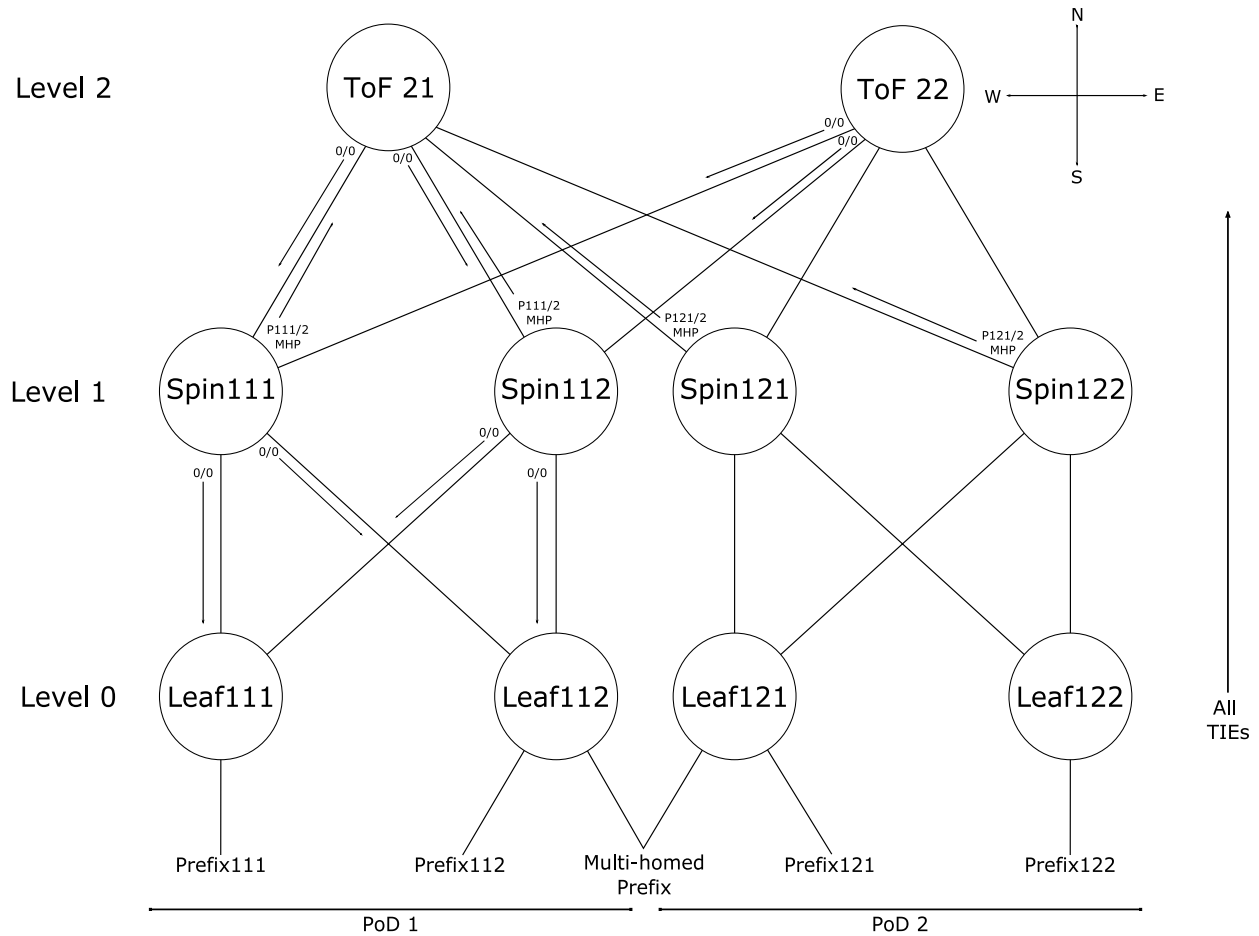 N
Level 2
ToF 21
ToF 22
W
E
S
0/0
0/0
0/0
0/0
P111/2
MHP
P111/2
MHP
P121/2
MHP
P121/2
MHP
Level 1
Spin111
Spin112
Spin121
Spin122
0/0
0/0
0/0
0/0
Level 0
Leaf111
Leaf112
Leaf121
Leaf122
All
TIEs
Prefix111
Prefix112
Multi-homed
Prefix
Prefix121
Prefix122
PoD 1
PoD 2